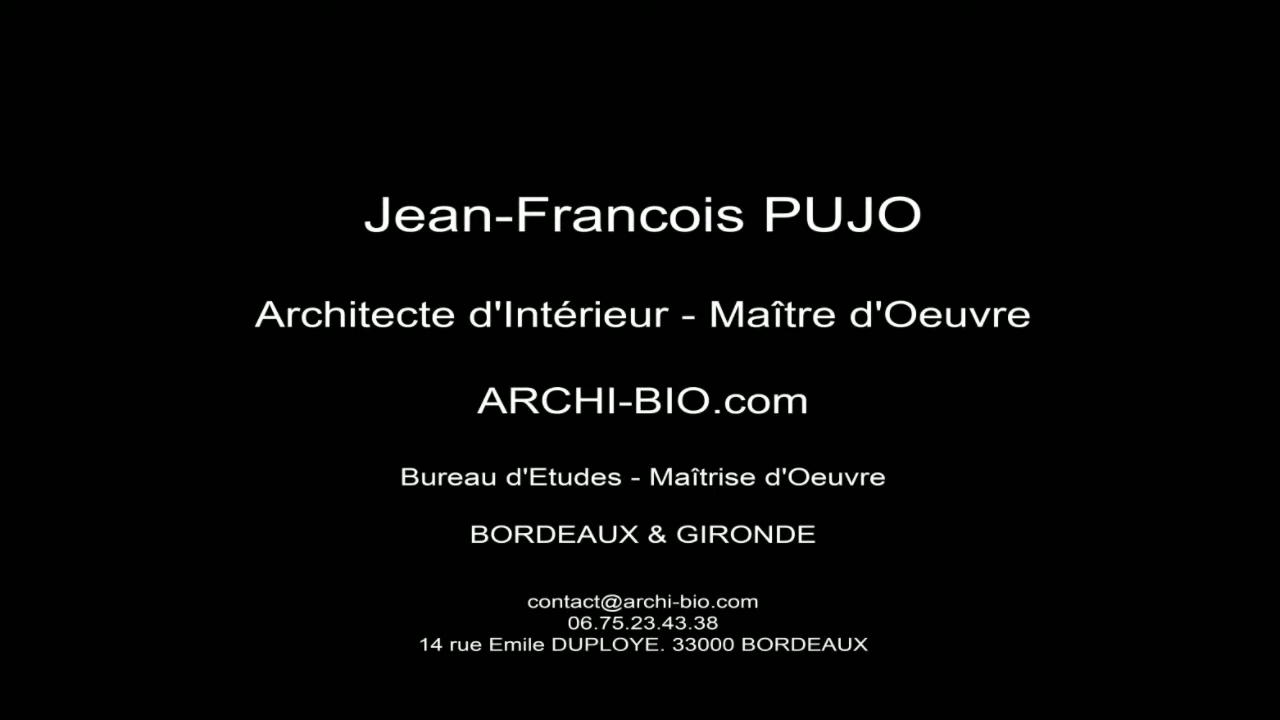 Jean-Francois PUJO
Architecte d'Intérieur - Maître d'Oeuvre
ARCHI-BIO.com
Bureau d'Etudes - Maîtrise d'Oeuvre
BORDEAUX & GIRONDE
contact@archi-bio.com
06.75.23.43.38
14 rue Emile DUPLOYE. 33000 BORDEAUX